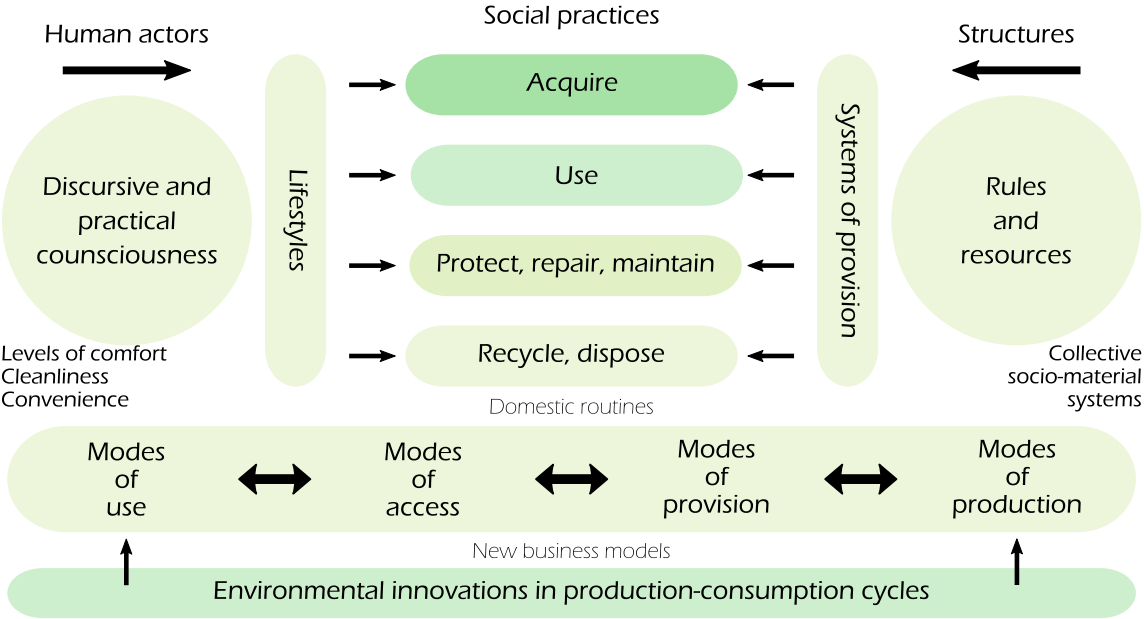 Social practices
Human actors
Structures
Discursive and
practical
counsciousness
Lifestyles
Acquire
Use
Protect, repair, maintain
Recycle, dispose
Systems of provision
Rules
and
resources
Levels of comfort
Cleanliness
Convenience
Collective
socio-material
systems
Domestic routines
Modes
of
use
Modes
of
access
Modes
of
provision
Modes
of
production
New business models
Environmental innovations in production-consumption cycles